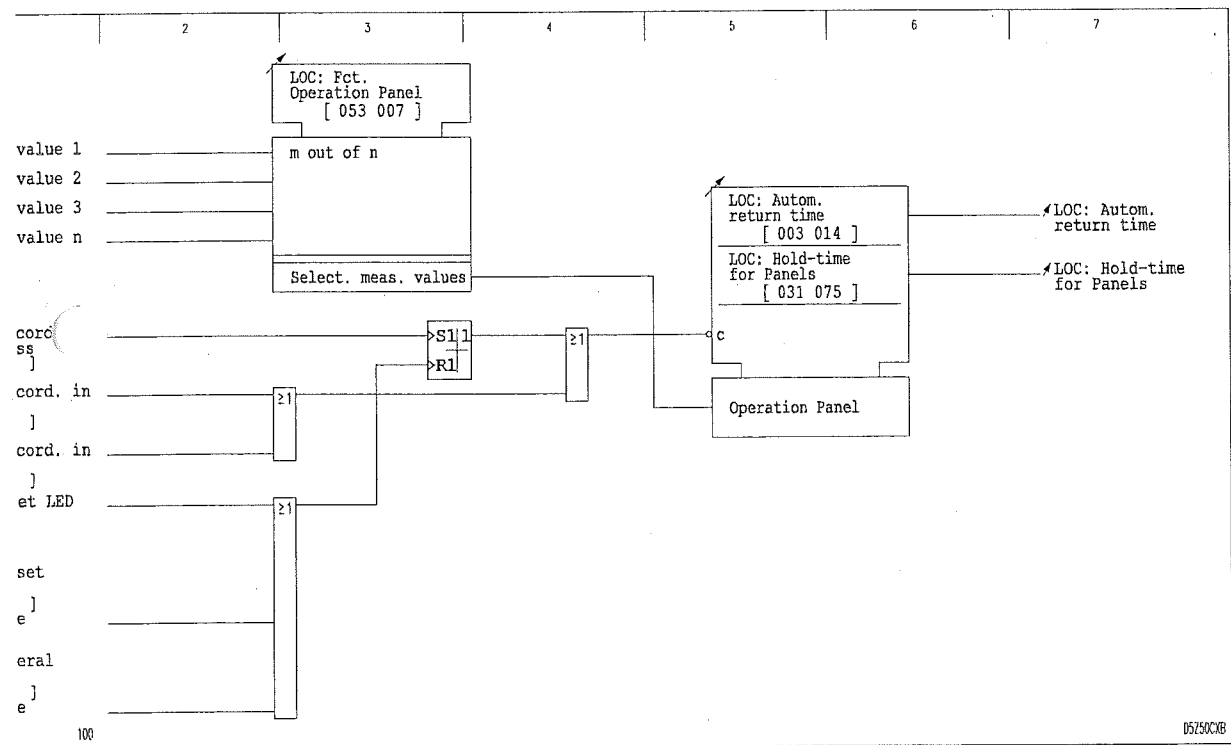 2 3 4 5 6 7
LOC: Fct.
Operation Panel
[ 053 007 ]
value 1
value 2
value 3
value n
m out of n
Select. meas. values
LOC: Autom.
return time
[ 003 014 ]
LOC: Hold-time
for Panels
[ 031 075 ]
c
Operation Panel
LOC: Autom.
return time
LOC: Hold-time
for Panels
cord
ss
]
S1 1
R1
≥1
cord. in
≥1
]
cord. in
]
et LED
≥1
set
]
e
eral
]
e
100
D5Z50CXB